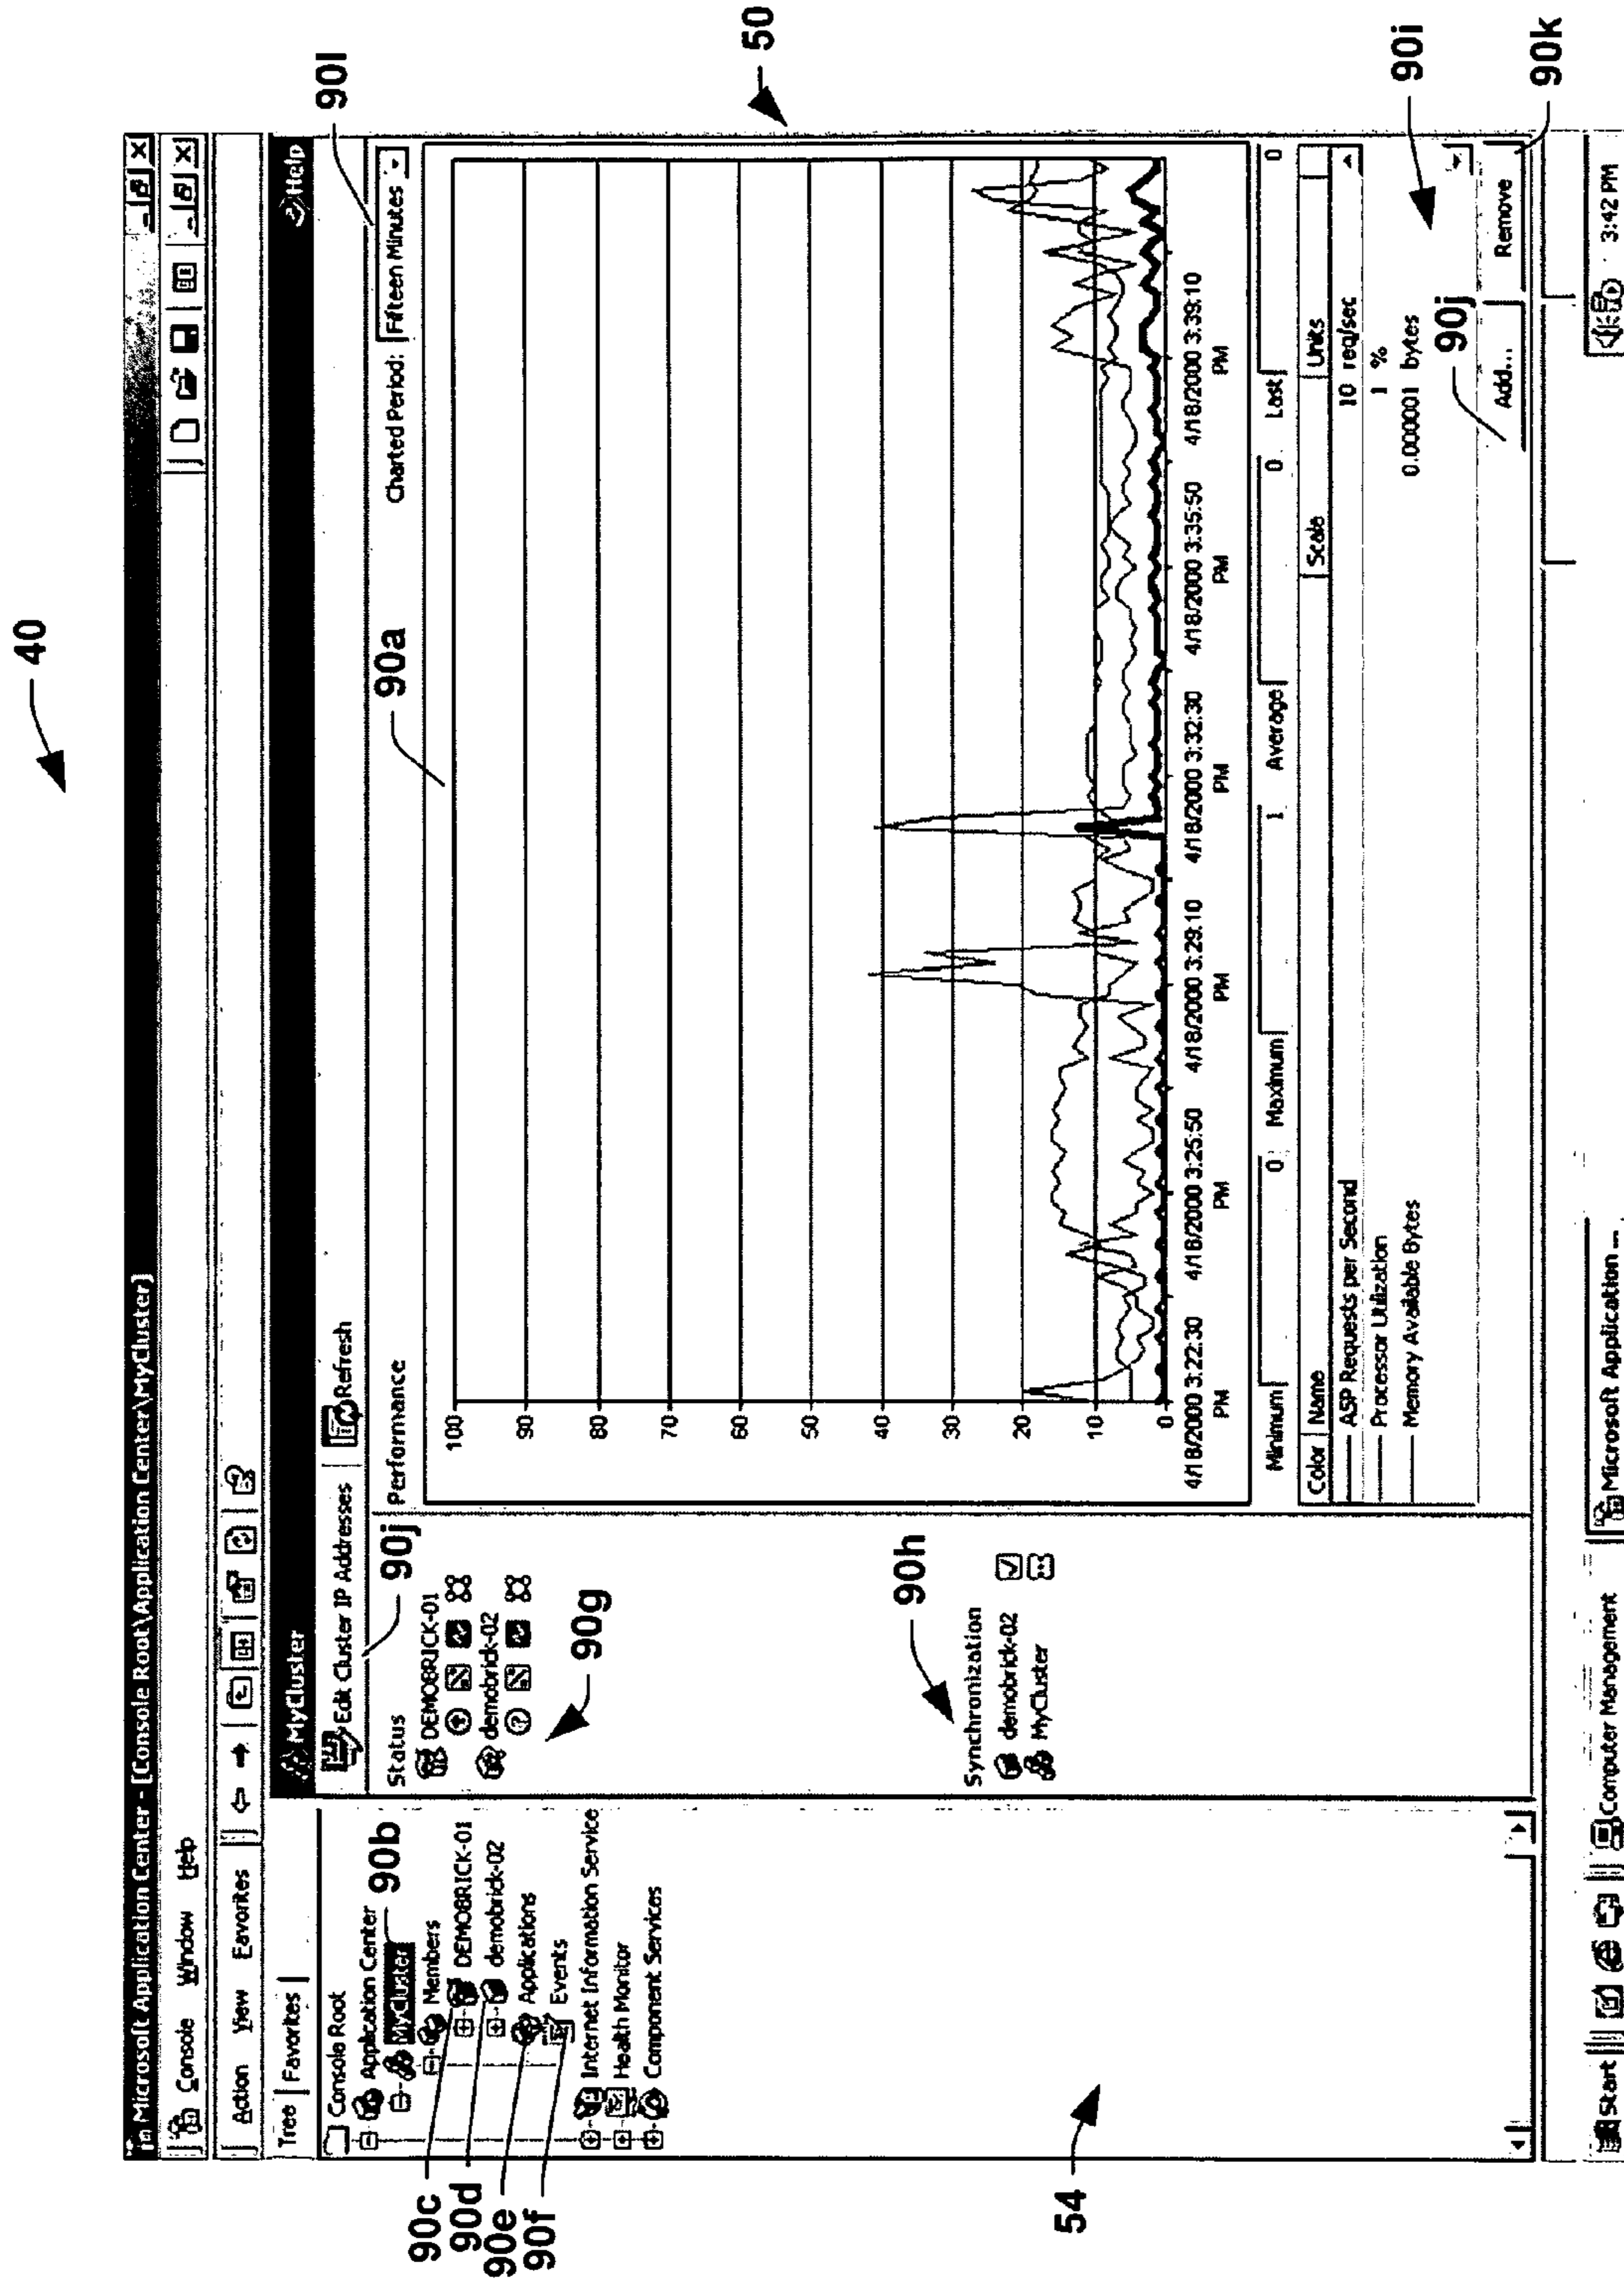 40
Microsoft Application Center - [Console Root\Application Center\MyCluster]
Console Window Help
Action View Favorites
Tree Favorites
Console Root
Application Center
MyCluster
90b
Members
DEMOBRICK-01
demobrick-02
Applications
Events
Internet Information Service
Health Monitor
Component Services
90c
90d
90e
90f
54
MyCluster
Help
Edit Cluster IP Addresses
Refresh
90j
90l
Status
DEMOBRICK-01
demobrick-02
90g
90h
Synchronization
demobrick-02
MyCluster
Performance
90a
Charted Period: Fifteen Minutes
50
100
90
80
70
60
50
40
30
20
10
0
4/18/2000 3:22:30 PM
4/18/2000 3:25:50 PM
4/18/2000 3:29:10 PM
4/18/2000 3:32:30 PM
4/18/2000 3:35:50 PM
4/18/2000 3:39:10 PM
Minimum 0 Maximum 1 Average 0 Last 0
Color Name Scale Units
ASP Requests per Second 10 req/sec
Processor Utilization 1 %
Memory Available Bytes 0.000001 bytes
90i
90j
Add... Remove
90k
Start Computer Management Microsoft Application ... 3:42 PM